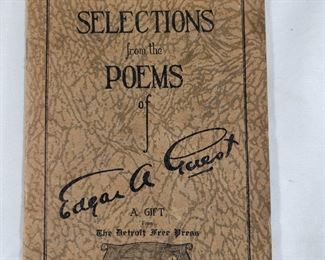 SELECTIONS
from the
POEMS
of
Edgar A Guest
A GIFT
From
The Detroit Free Press